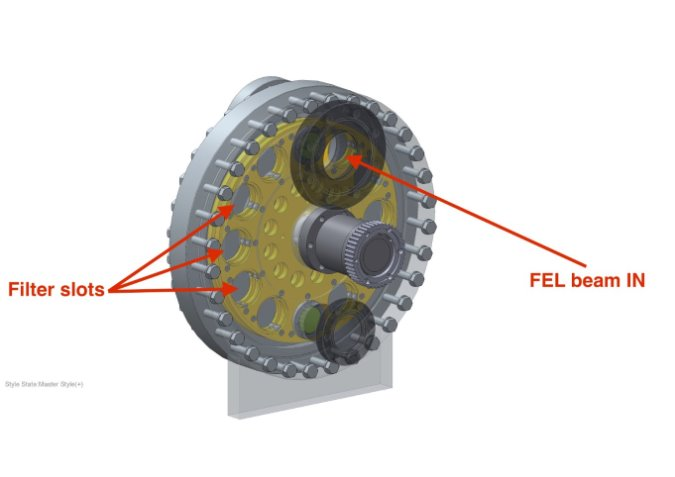 FEL beam IN
Filter slots
Style State:Master Style(+)